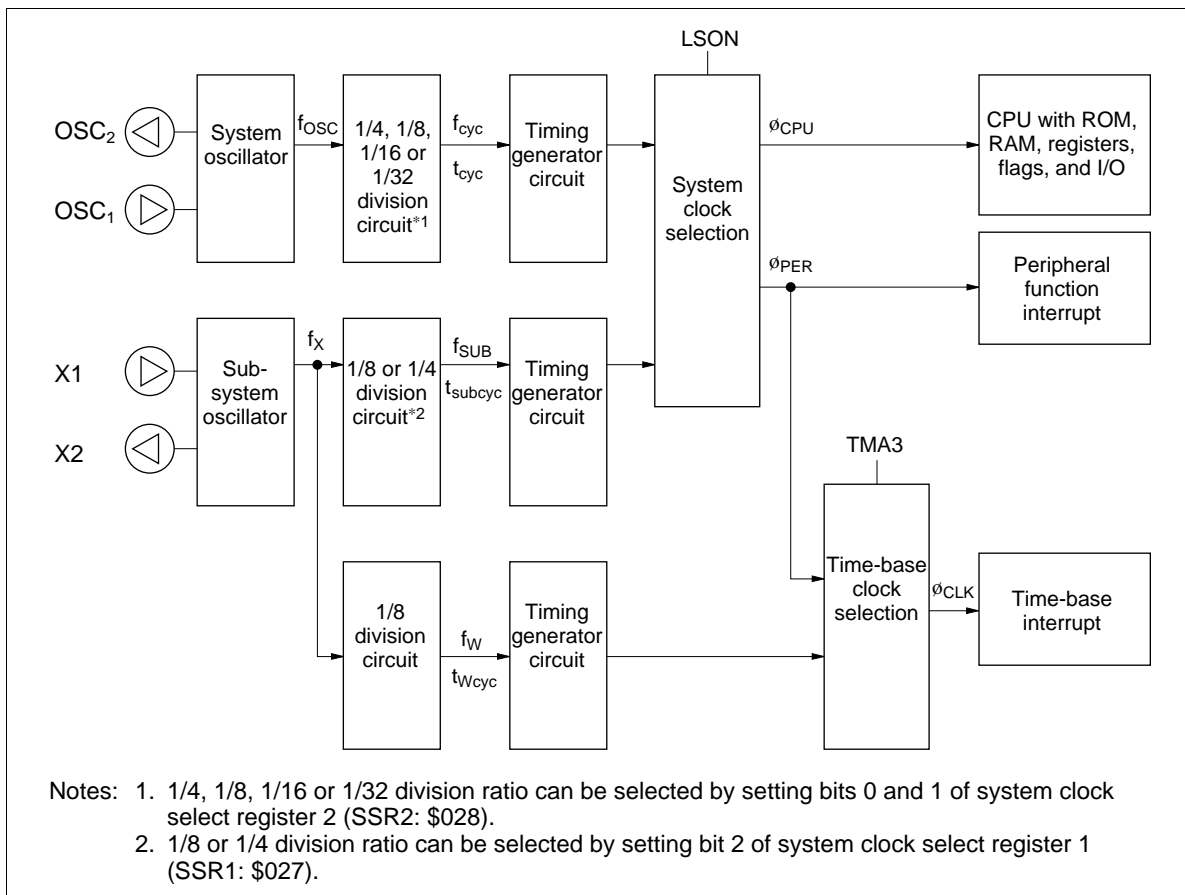 LSON
OSC₂
System
oscillator
fOSC
1/4, 1/8,
1/16 or
1/32
division
circuit*1
fcyc
tcyc
Timing
generator
circuit
System
clock
selection
øCPU
CPU with ROM,
RAM, registers,
flags, and I/O
OSC₁
øPER
Peripheral
function
interrupt
X1
X2
Sub-
system
oscillator
fX
1/8 or 1/4
division
circuit*2
fSUB
tsubcyc
Timing
generator
circuit
TMA3
1/8
division
circuit
fW
tWcyc
Timing
generator
circuit
Time-base
clock
selection
øCLK
Time-base
interrupt
Notes: 1. 1/4, 1/8, 1/16 or 1/32 division ratio can be selected by setting bits 0 and 1 of system clock
select register 2 (SSR2: $028).
2. 1/8 or 1/4 division ratio can be selected by setting bit 2 of system clock select register 1
(SSR1: $027).